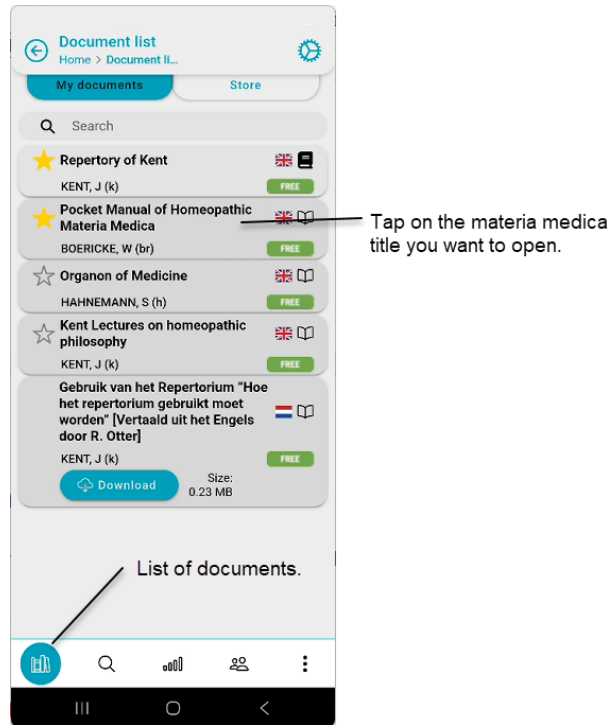 Document list
Home > Document li...
My documents
Store
Search
Repertory of Kent
KENT, J (k)
FREE
Pocket Manual of Homeopathic
Materia Medica
BOERICKE, W (br)
FREE
Tap on the materia medica
title you want to open.
Organon of Medicine
HAHNEMANN, S (h)
FREE
Kent Lectures on homeopathic
philosophy
KENT, J (k)
FREE
Gebruik van het Repertorium "Hoe
het repertorium gebruikt moet
worden" [Vertaald uit het Engels
door R. Otter]
KENT, J (k)
FREE
Download
Size:
0.23 MB
List of documents.